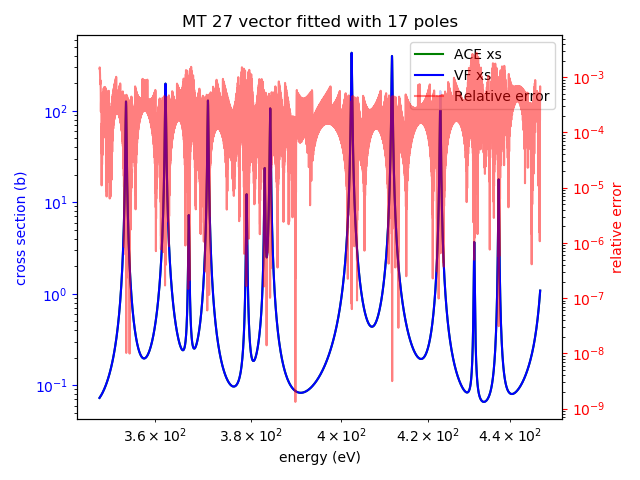 MT 27 vector fitted with 17 poles
ACE xs
VF xs
Relative error
cross section (b)
10²
10¹
10⁰
10⁻¹
10⁻³
10⁻⁴
10⁻⁵
10⁻⁶
10⁻⁷
10⁻⁸
10⁻⁹
relative error
3.6 × 10² 3.8 × 10² 4 × 10² 4.2 × 10² 4.4 × 10²
energy (eV)